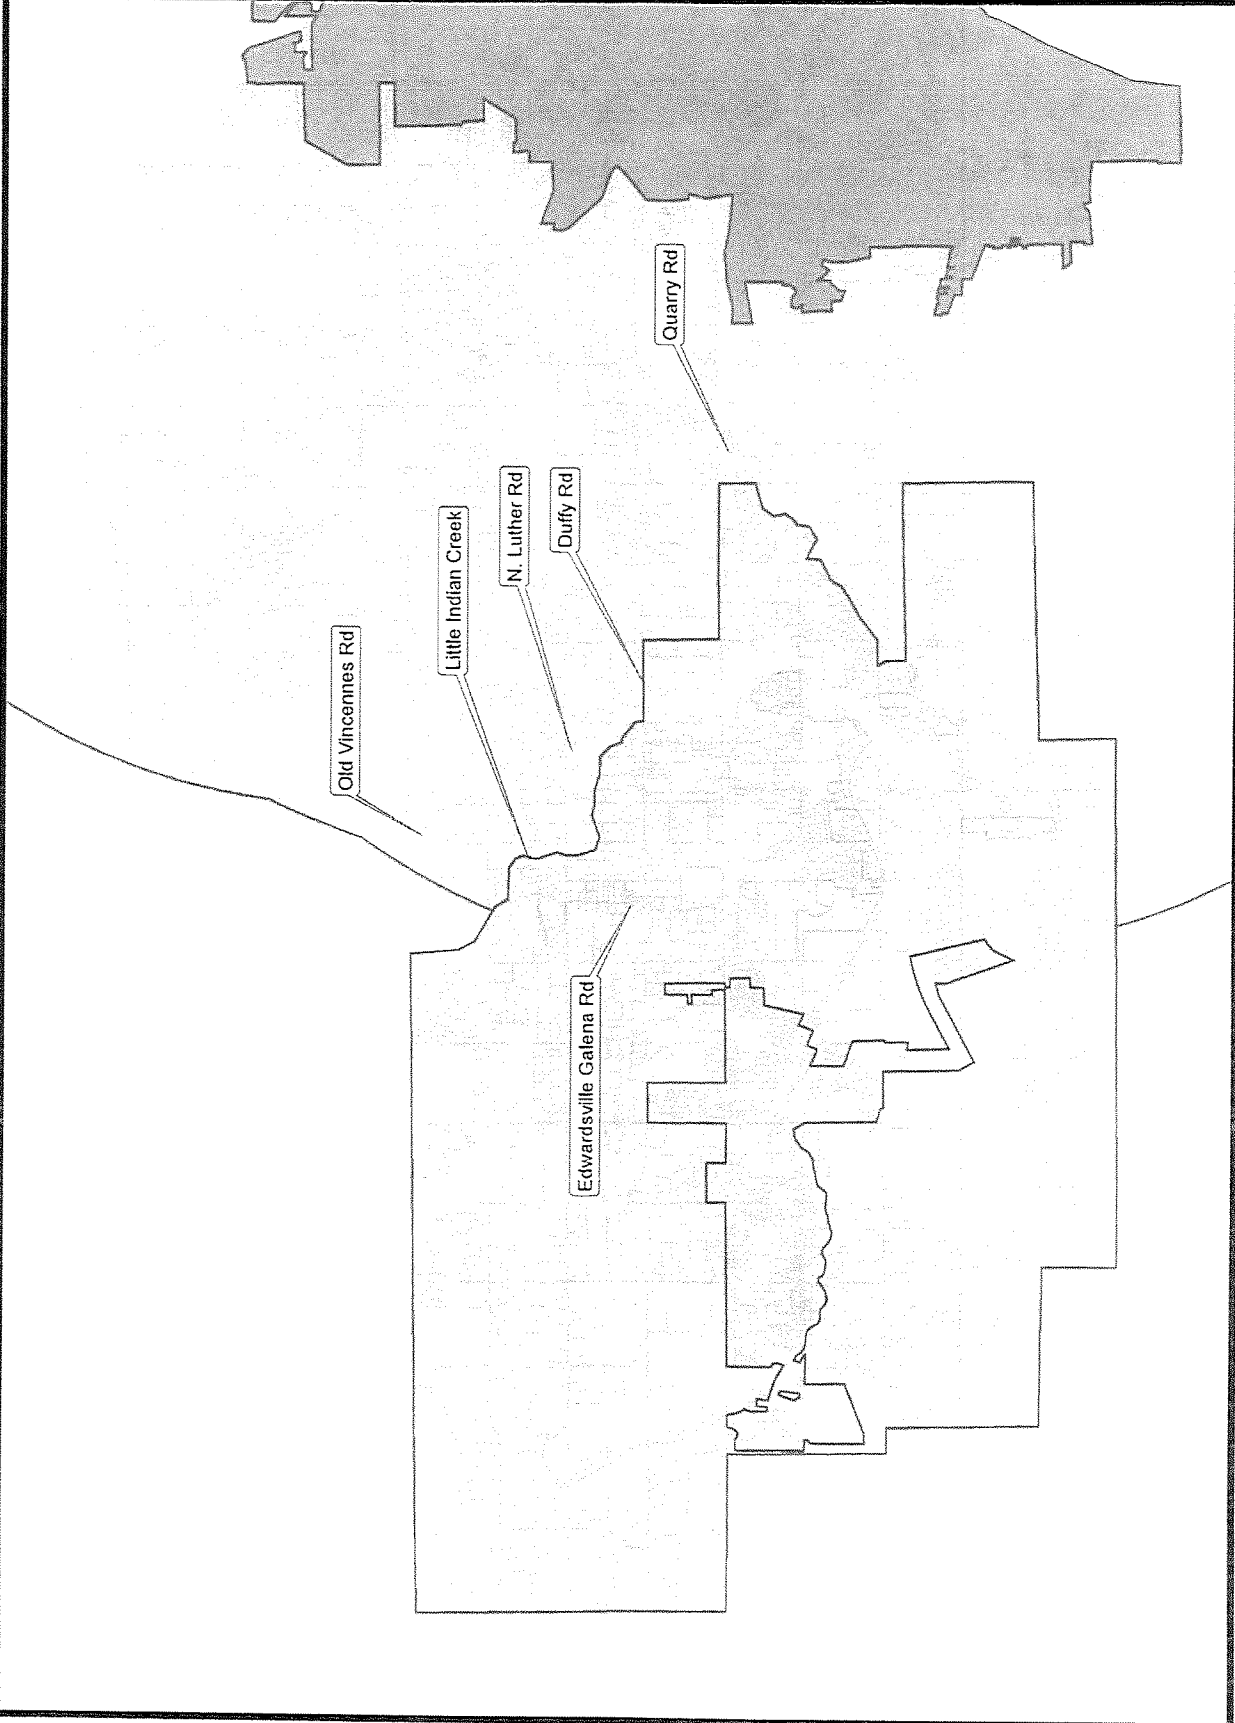 Old Vincennes Rd
Little Indian Creek
N. Luther Rd
Duffy Rd
Edwardsville Galena Rd
Quarry Rd